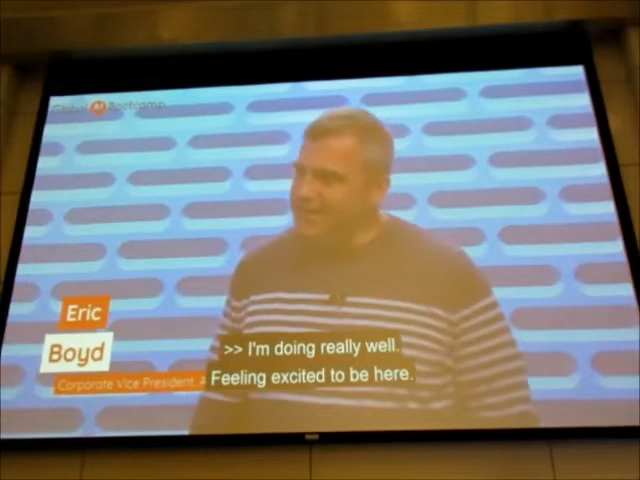 Global AI Bootcamp
Eric
Boyd
Corporate Vice President,
>> I'm doing really well.
Feeling excited to be here.